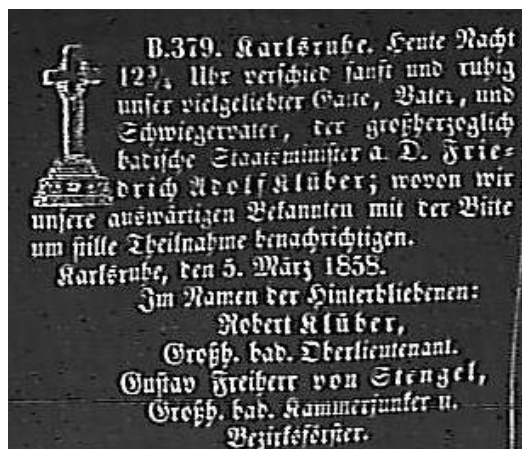 B.379. Karlsruhe. Heute Nacht
12¾ Uhr verschied sanft und ruhig
unser vielgeliebter Gatte, Vater, und
Schwiegervater, der großherzoglich
badische Staatsminister a. D. Frie-
drich Adolf Klüber; wovon wir
unsere auswärtigen Bekannten mit der Bitte
um stille Theilnahme benachrichtigen.
Karlsruhe, den 5. März 1858.
Im Namen der Hinterbliebenen:
Robert Klüber,
Großh. bad. Oberlieutenant.
Gustav Freiherr von Stengel,
Großh. bad. Kammerjunker u.
Bezirksförster.